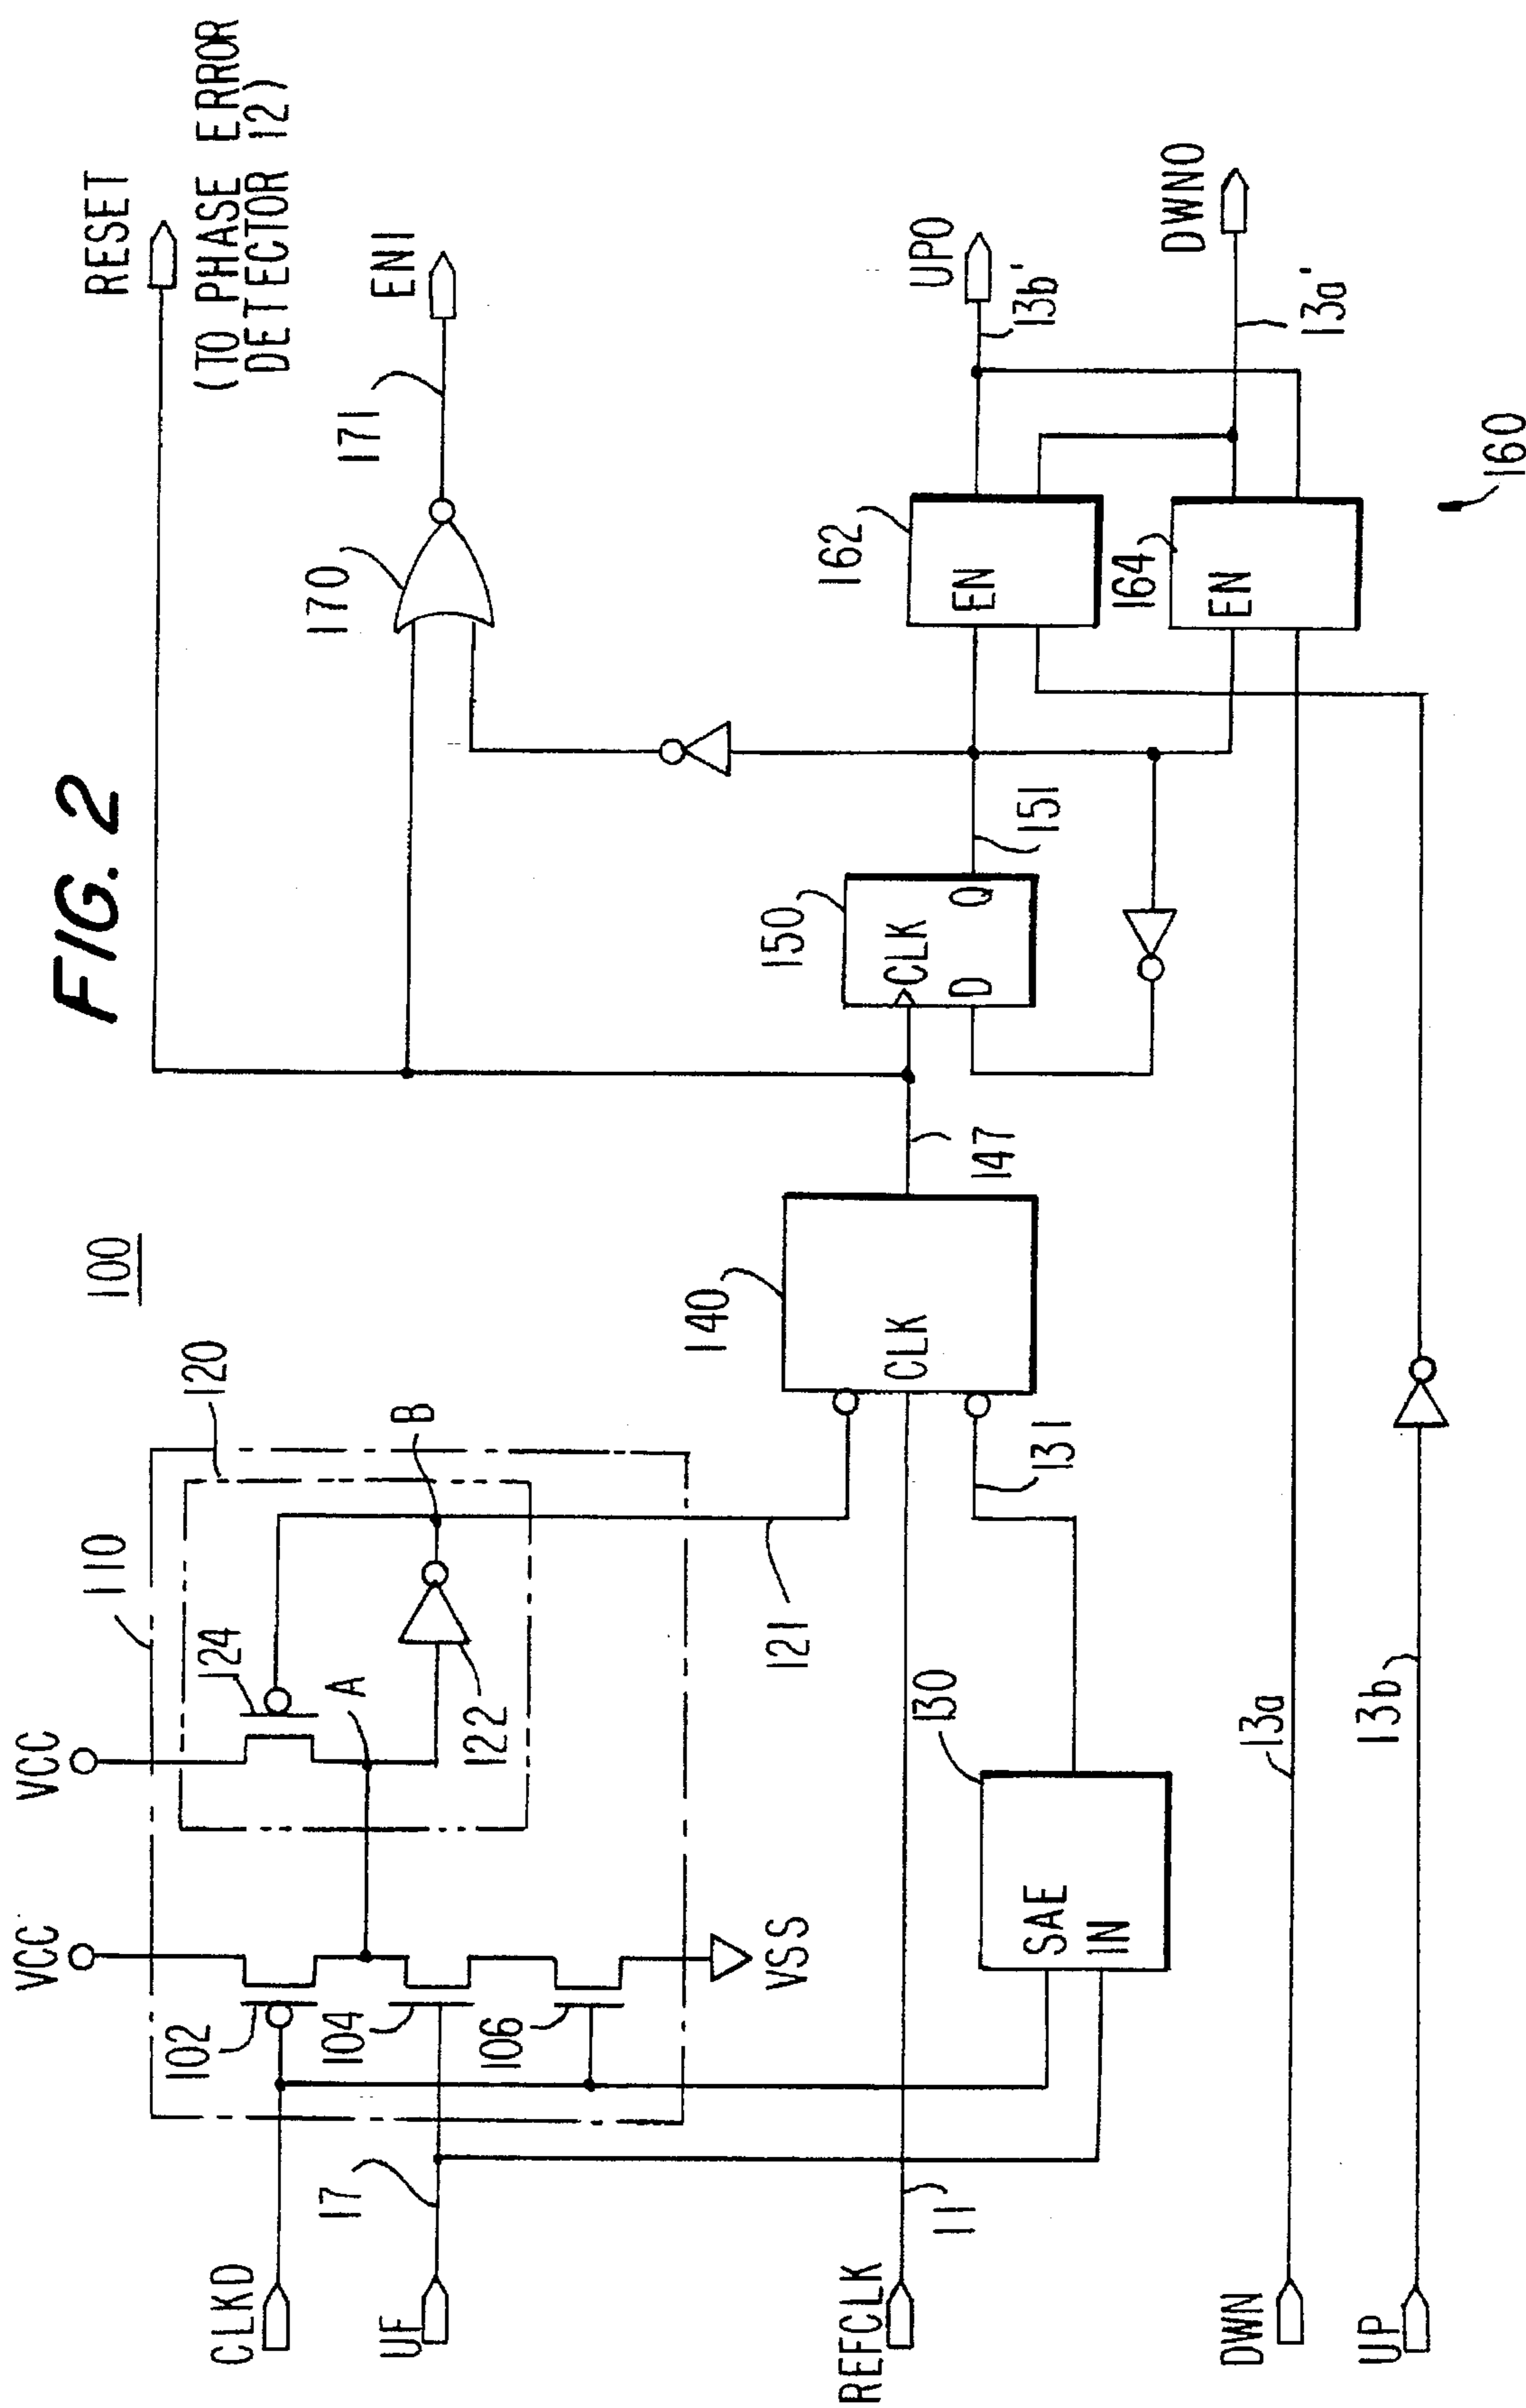 FIG. 2
100
RESET
(TO PHASE ERROR
DETECTOR 12)
VCC
VCC
110
120
124
A
B
122
102
104
106
VSS
CLKD
17
UF
121
170
171
EN1
REFCLK
11
SAE
IN
130
131
140
CLK
147
150
CLK
D
Q
151
162
EN
164
EN
160
UPO
13b'
DWNO
13a'
DWN
13a
UP
13b